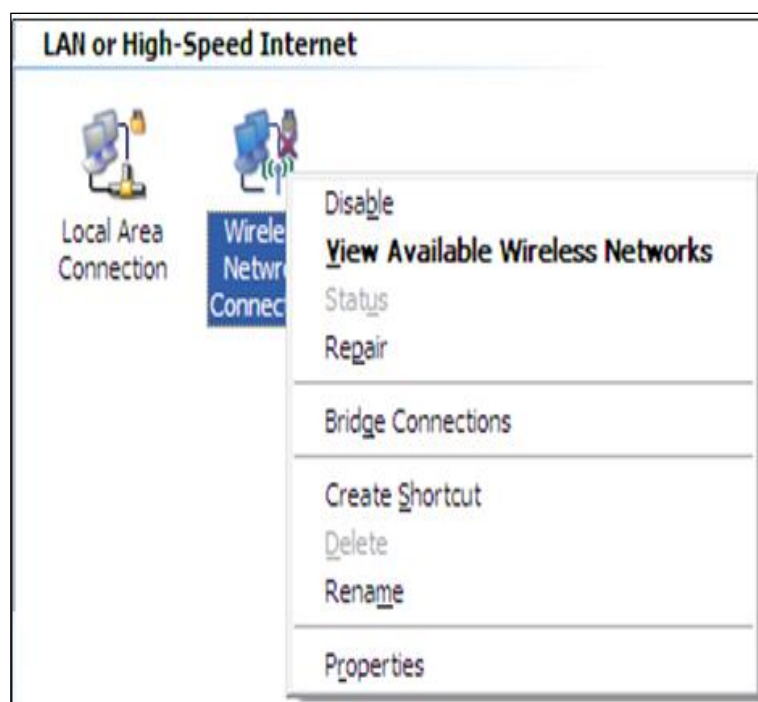 LAN or High-Speed Internet
Local Area
Connection
Disable
View Available Wireless Networks
Status
Repair
Bridge Connections
Create Shortcut
Delete
Rename
Properties